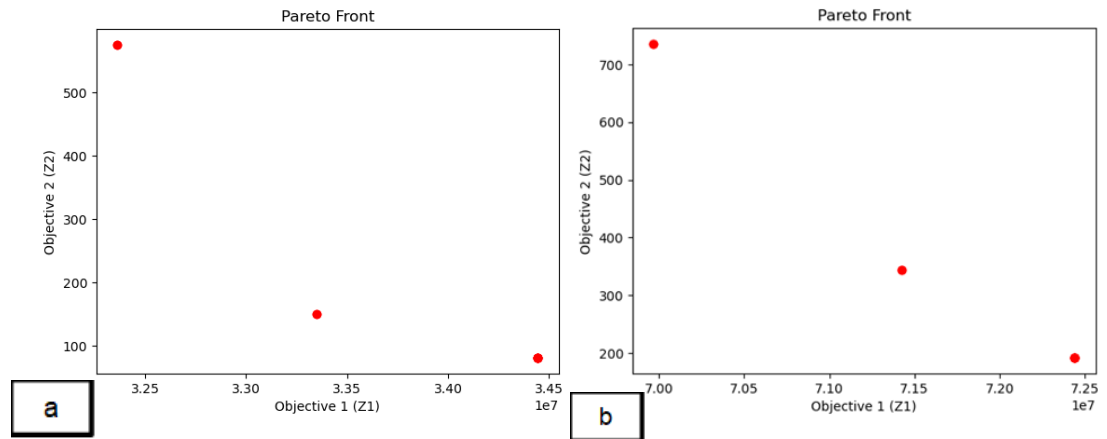 Pareto Front
Objective 2 (Z2)
500
400
300
200
100
3.25
3.30
3.35
3.40
3.45
1e7
Objective 1 (Z1)
a
Pareto Front
Objective 2 (Z2)
700
600
500
400
300
200
7.00
7.05
7.10
7.15
7.20
7.25
1e7
Objective 1 (Z1)
b